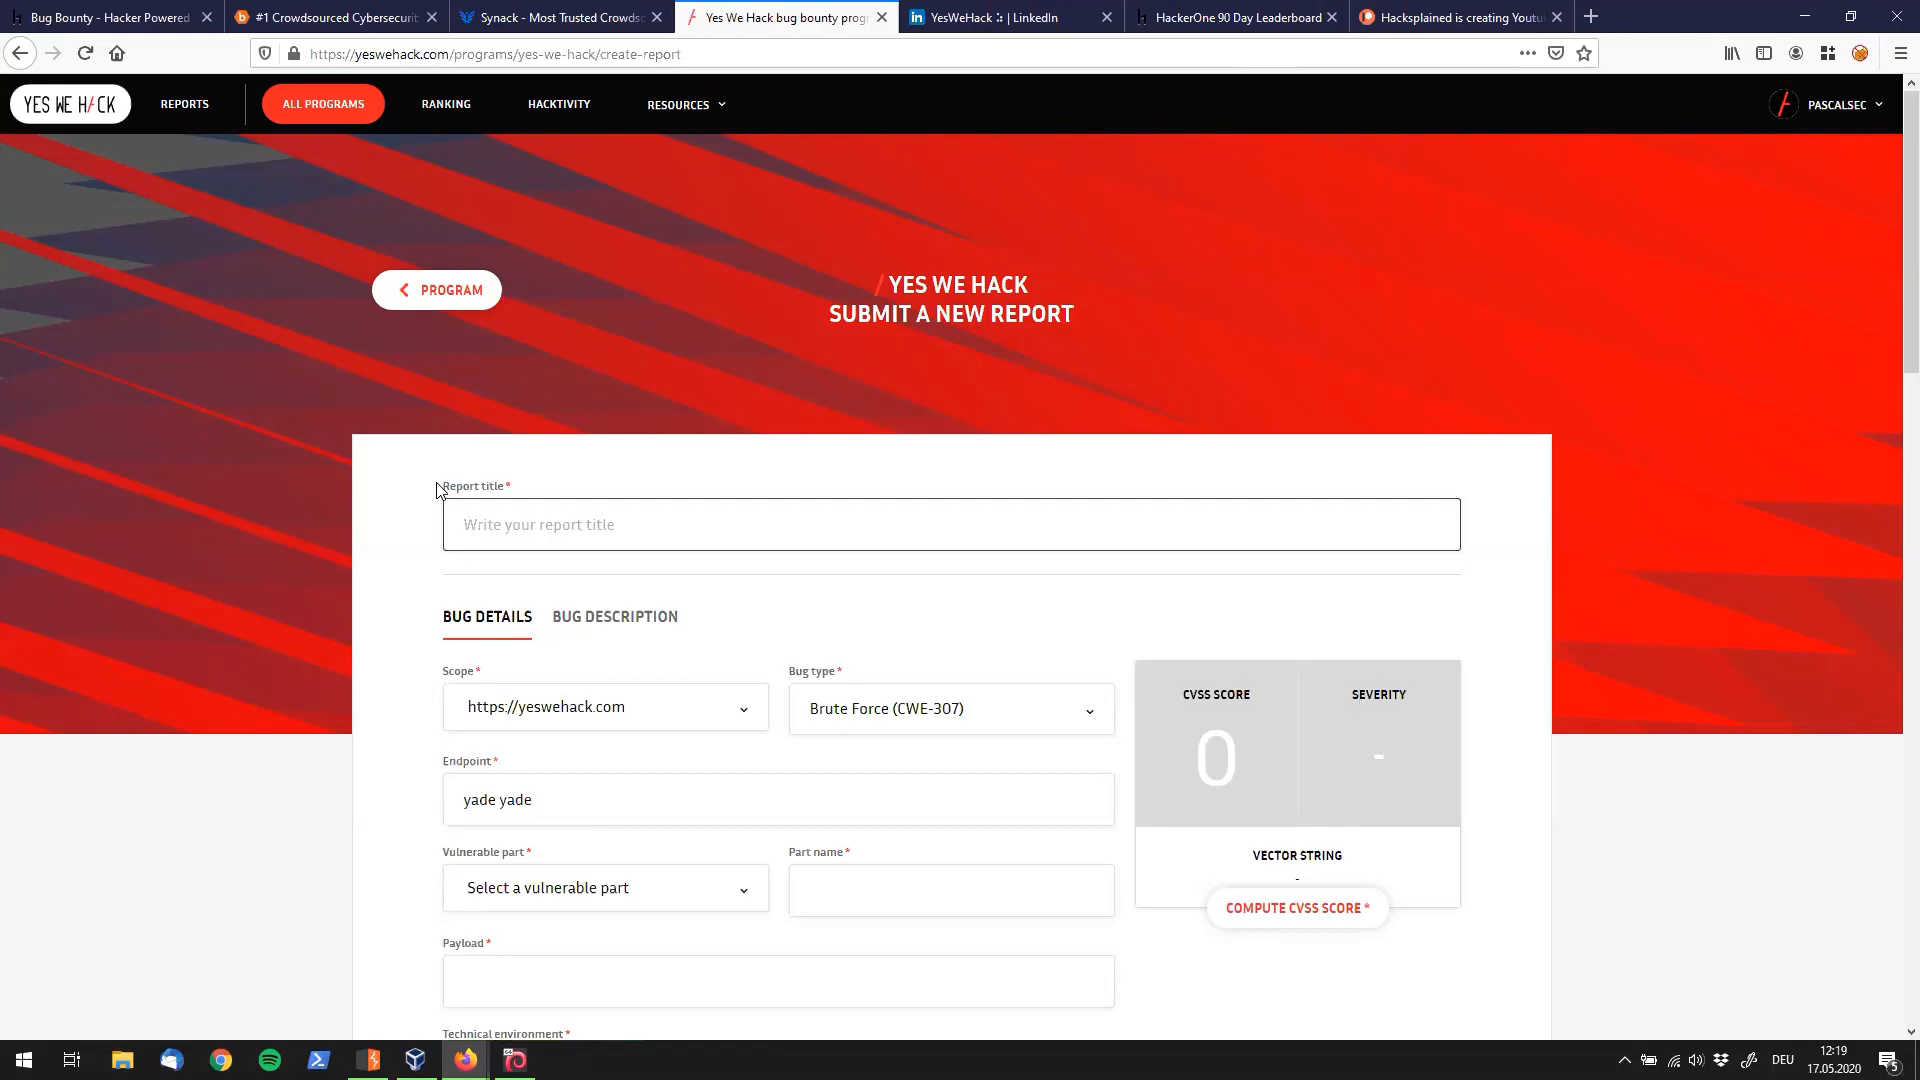 Bug Bounty - Hacker Powered
#1 Crowdsourced Cybersecurit
Synack - Most Trusted Crowds
Yes We Hack bug bounty prog
YesWeHack : | LinkedIn
HackerOne 90 Day Leaderboard
Hacksplained is creating Youtu
https://yeswehack.com/programs/yes-we-hack/create-report
YES WE H/CK
REPORTS
ALL PROGRAMS
RANKING
HACKTIVITY
RESOURCES
PASCALSEC
PROGRAM
/ YES WE HACK
SUBMIT A NEW REPORT
Report title *
Write your report title
BUG DETAILS
BUG DESCRIPTION
Scope *
https://yeswehack.com
Bug type *
Brute Force (CWE-307)
CVSS SCORE
0
SEVERITY
-
Endpoint *
yade yade
VECTOR STRING
-
COMPUTE CVSS SCORE *
Vulnerable part *
Select a vulnerable part
Part name *
Payload *
Technical environment *
DEU
12:19
17.05.2020
5